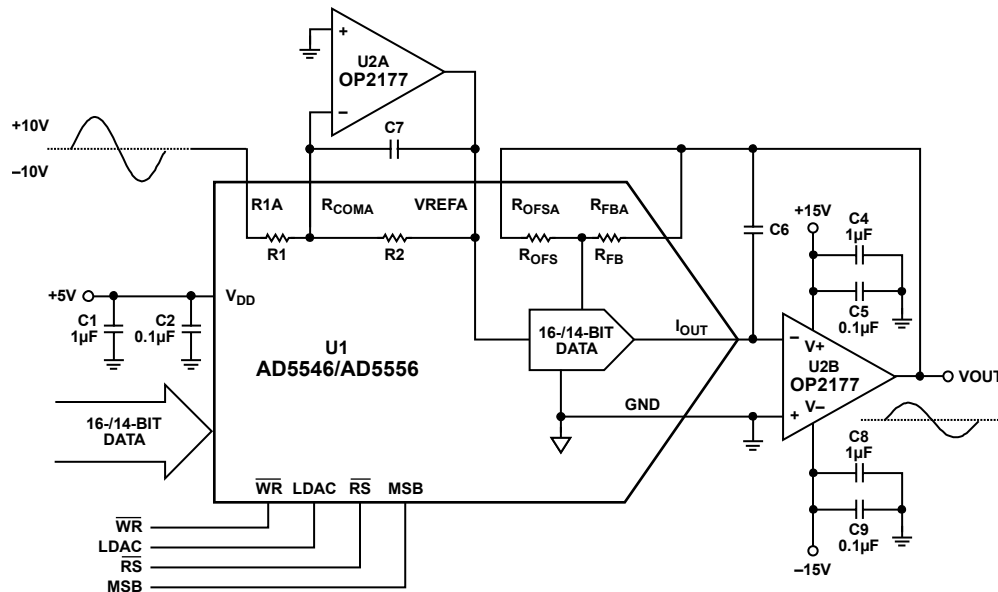 U2A
OP2177
+
−
C7
+10V
−10V
R1A
RCOMA
VREFA
ROFSA
RFBA
R1
R2
ROFS
RFB
C6
+15V
C4
1µF
C5
0.1µF
+5V
C1
1µF
C2
0.1µF
VDD
U1
AD5546/AD5556
16-/14-BIT
DATA
IOUT
−
V+
U2B
OP2177
+
V−
VOUT
GND
16-/14-BIT
DATA
C8
1µF
C9
0.1µF
−15V
WR LDAC RS MSB
WR
LDAC
RS
MSB